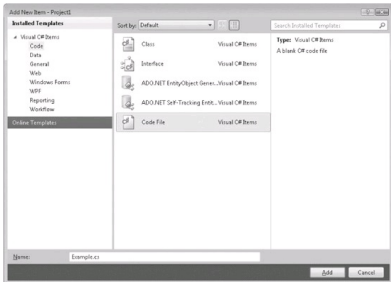 Add New Item - Project1
Installed Templates
Visual C# Items
Code
Data
General
Web
Windows Forms
WPF
Reporting
Workflow
Online Templates
Sort by: Default
Class Visual C# Items
Interface Visual C# Items
ADO.NET EntityObject Gener...Visual C# Items
ADO.NET Self-Tracking Entit...Visual C# Items
Code File Visual C# Items
Search Installed Templates
Type: Visual C# Items
A blank C# code file
Name: Example.cs
Add Cancel